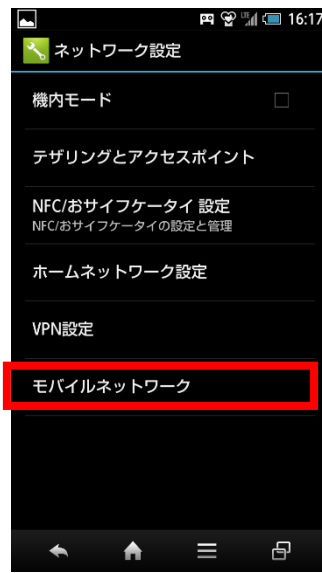 LTE 16:17
ネットワーク設定
機内モード
テザリングとアクセスポイント
NFC/おサイフケータイ 設定
NFC/おサイフケータイの設定と管理
ホームネットワーク設定
VPN設定
モバイルネットワーク